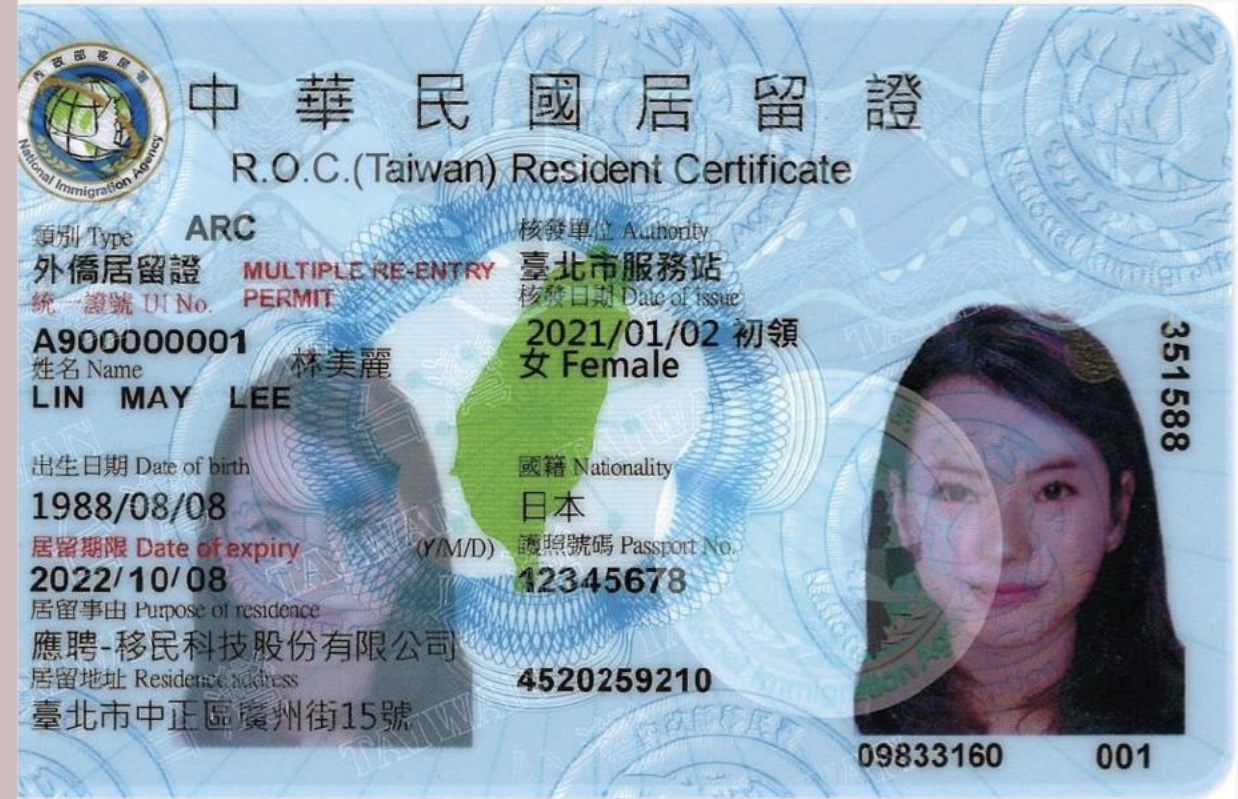 內政部移民署
National Immigration Agency
中華民國居留證
R.O.C.(Taiwan) Resident Certificate
類別 Type ARC
外僑居留證 MULTIPLE RE-ENTRY PERMIT
核發單位 Authority
臺北市服務站
統一證號 UI No.
A900000001
核發日期 Date of issue
2021/01/02 初領
姓名 Name 林美麗
LIN MAY LEE
女 Female
出生日期 Date of birth
1988/08/08
國籍 Nationality
日本
居留期限 Date of expiry (Y/M/D)
2022/10/08
護照號碼 Passport No.
12345678
居留事由 Purpose of residence
應聘-移民科技股份有限公司
居留地址 Residence address
臺北市中正區廣州街15號
4520259210
351588
09833160 001
TAIWAN